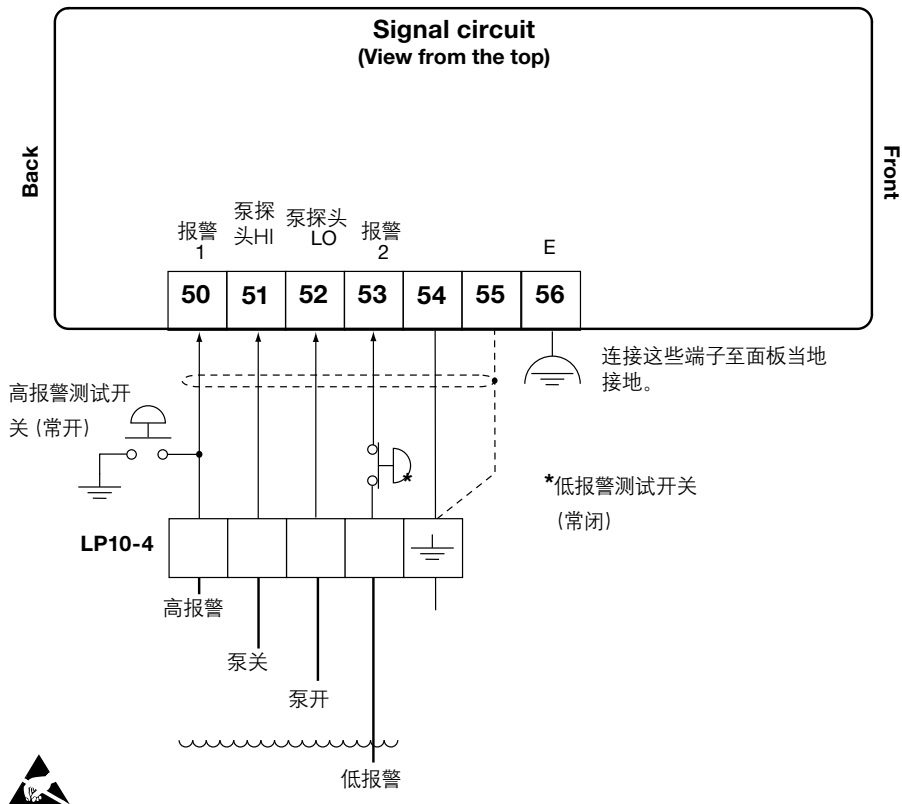 Signal circuit
(View from the top)
Back
Front
报警
1
泵探
头HI
泵探头
LO
报警
2
E
50
51
52
53
54
55
56
连接这些端子至面板当地
接地。
高报警测试开
关 (常开)
*
*低报警测试开关
(常闭)
LP10-4
高报警
泵关
泵开
低报警